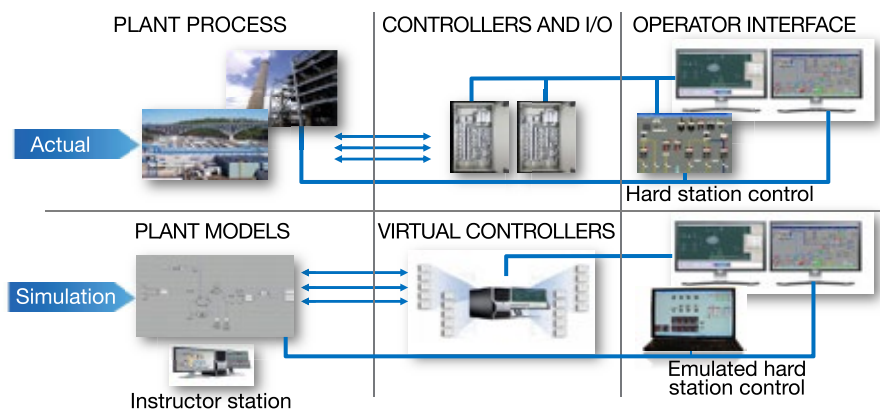 PLANT PROCESS
CONTROLLERS AND I/O
OPERATOR INTERFACE
Actual
Hard station control
PLANT MODELS
VIRTUAL CONTROLLERS
Simulation
Emulated hard
station control
Instructor station